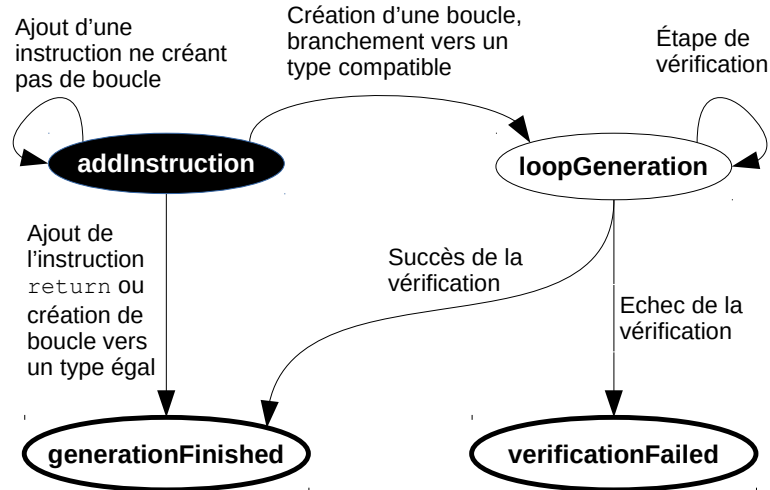 Ajout d’une
instruction ne créant
pas de boucle
Création d’une boucle,
branchement vers un
type compatible
Étape de
vérification
addInstruction
loopGeneration
Ajout de
l’instruction
return ou
création de
boucle vers
un type égal
Succès de la
vérification
Echec de la
vérification
generationFinished
verificationFailed